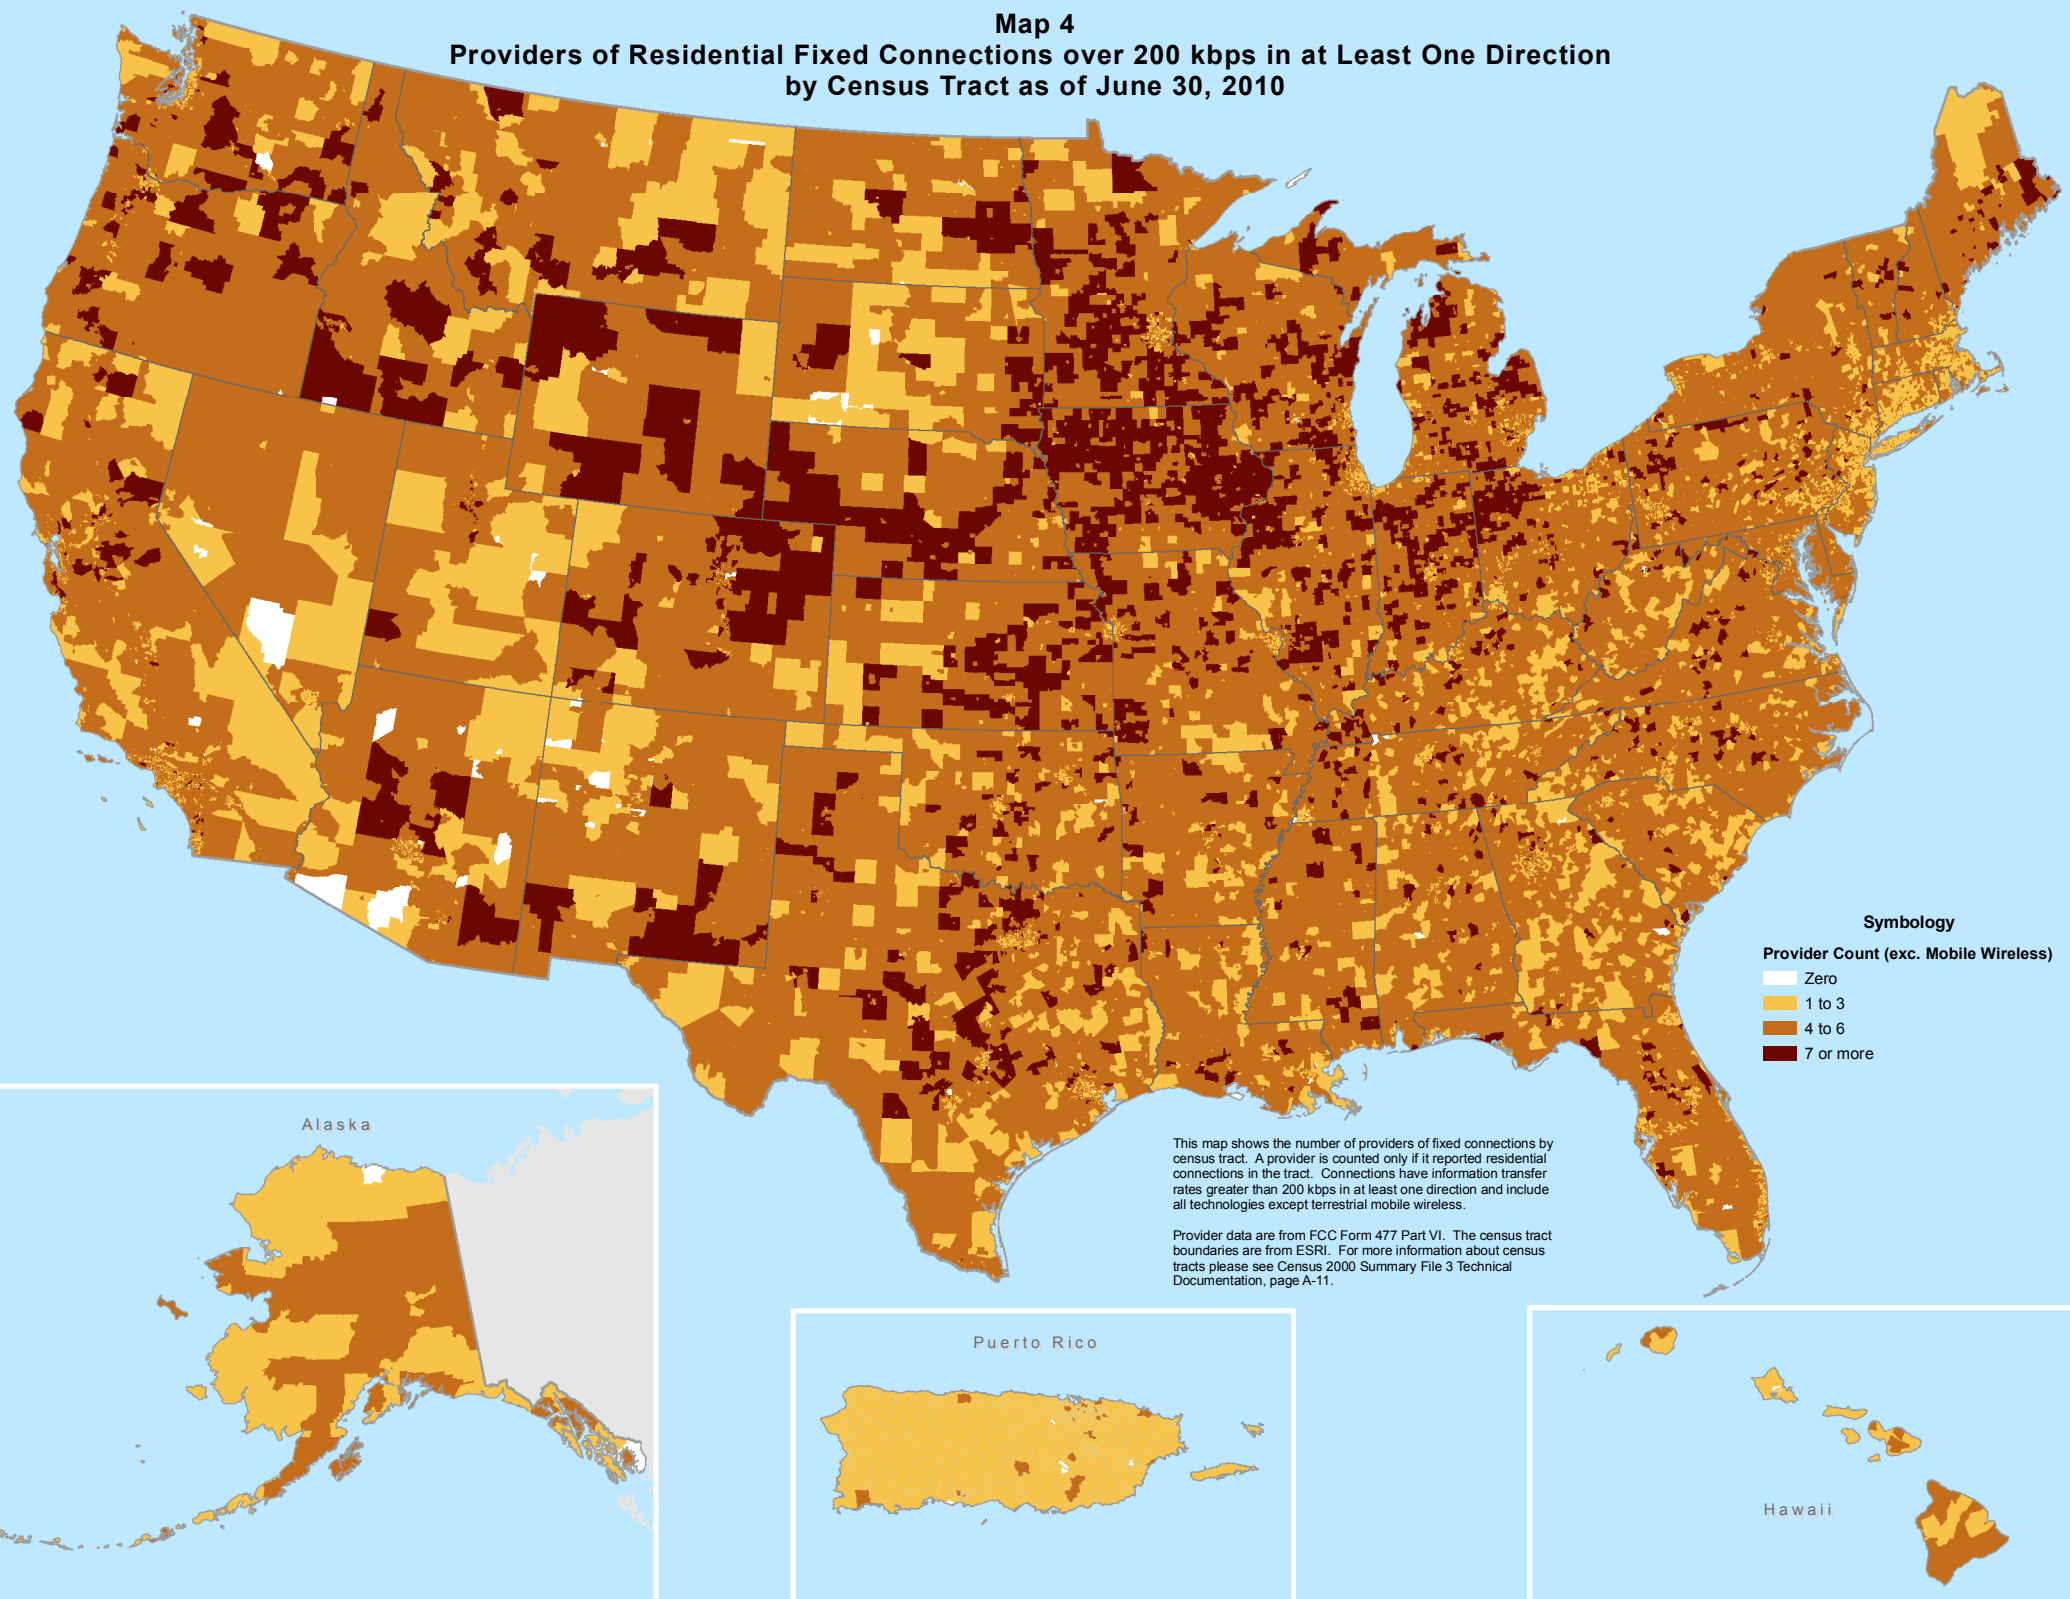 Map 4
Providers of Residential Fixed Connections over 200 kbps in at Least One Direction
by Census Tract as of June 30, 2010
Symbology
Provider Count (exc. Mobile Wireless)
Zero
1 to 3
4 to 6
7 or more
Alaska
This map shows the number of providers of fixed connections by
census tract. A provider is counted only if it reported residential
connections in the tract. Connections have information transfer
rates greater than 200 kbps in at least one direction and include
all technologies except terrestrial mobile wireless.
Provider data are from FCC Form 477 Part VI. The census tract
boundaries are from ESRI. For more information about census
tracts please see Census 2000 Summary File 3 Technical
Documentation, page A-11.
Puerto Rico
Hawaii